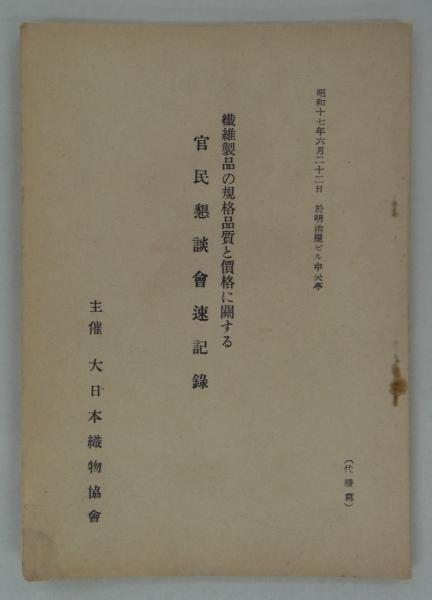 昭和十七年六月二十二日　於明治屋ビル中央亭
繊維製品の規格品質と價格に關する
官民懇談會速記錄
主催　大日本織物協會
（代謄寫）